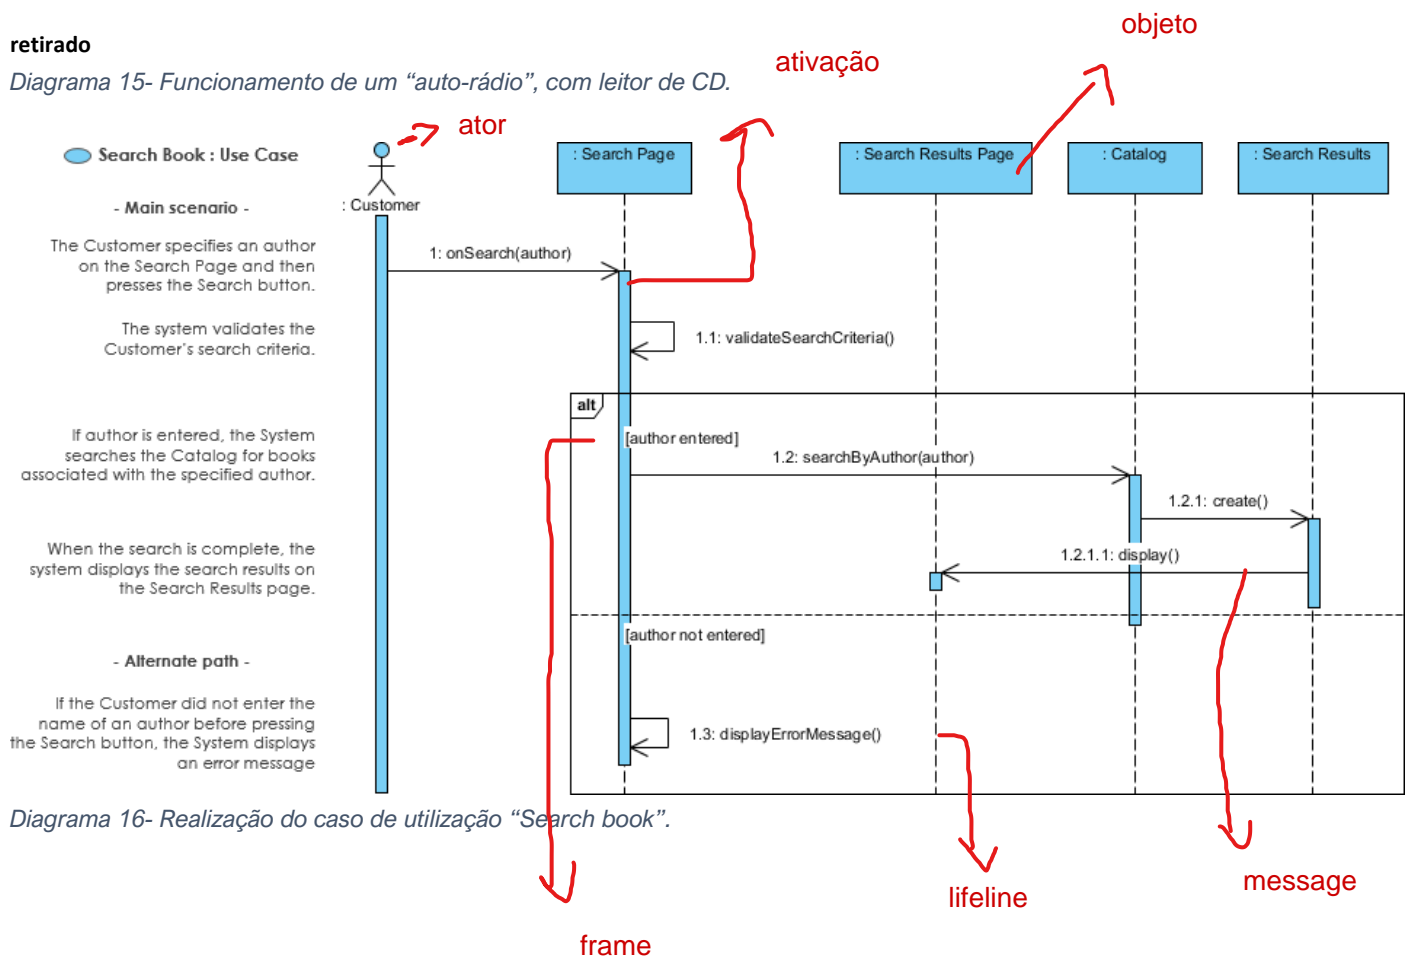 objeto
retirado
ativação
Diagrama 15- Funcionamento de um “auto-rádio”, com leitor de CD.
ator
Search Book : Use Case
: Customer
: Search Page
: Search Results Page
: Catalog
: Search Results
- Main scenario -
The Customer specifies an author
on the Search Page and then
presses the Search button.
1: onSearch(author)
The system validates the
Customer's search criteria.
1.1: validateSearchCriteria()
alt
If author is entered, the System
searches the Catalog for books
associated with the specified author.
[author entered]
1.2: searchByAuthor(author)
1.2.1: create()
When the search is complete, the
system displays the search results on
the Search Results page.
1.2.1.1: display()
[author not entered]
- Alternate path -
If the Customer did not enter the
name of an author before pressing
the Search button, the System displays
an error message
1.3: displayErrorMessage()
Diagrama 16- Realização do caso de utilização “Search book”.
lifeline
message
frame